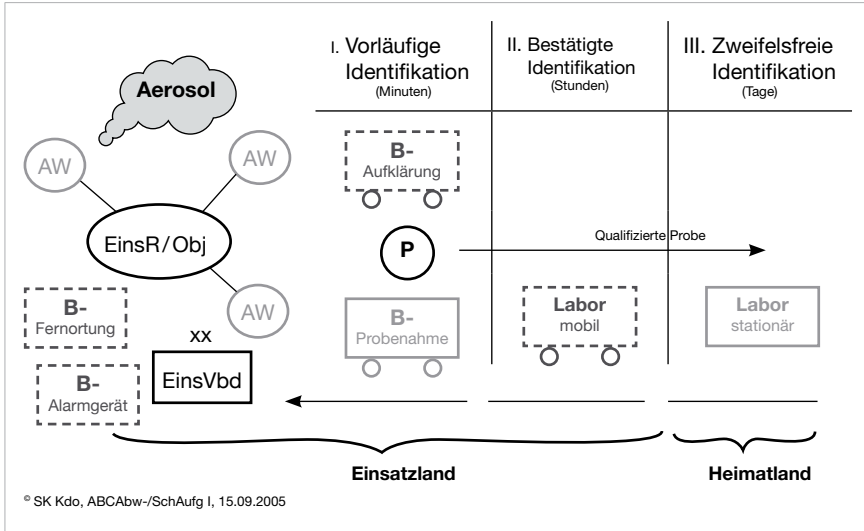 I. Vorläufige
Identifikation
(Minuten)
II. Bestätigte
Identifikation
(Stunden)
III. Zweifelsfreie
Identifikation
(Tage)
Aerosol
AW
AW
EinsR/Obj
AW
B-
Fernortung
B-
Alarmgerät
xx
EinsVbd
B-
Aufklärung
P
Qualifizierte Probe
B-
Probenahme
Labor
mobil
Labor
stationär
Einsatzland
Heimatland
© SK Kdo, ABCAbw-/SchAufg I, 15.09.2005